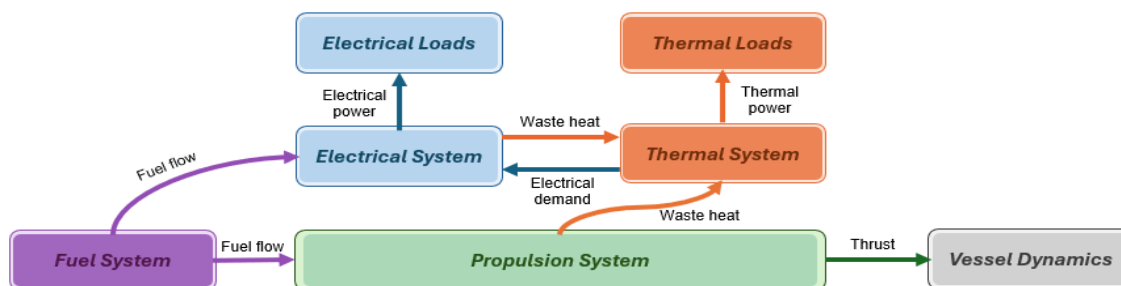 Electrical Loads
Thermal Loads
Electrical
power
Thermal
power
Waste heat
Electrical System
Thermal System
Fuel flow
Electrical
demand
Waste heat
Fuel flow
Thrust
Fuel System
Propulsion System
Vessel Dynamics